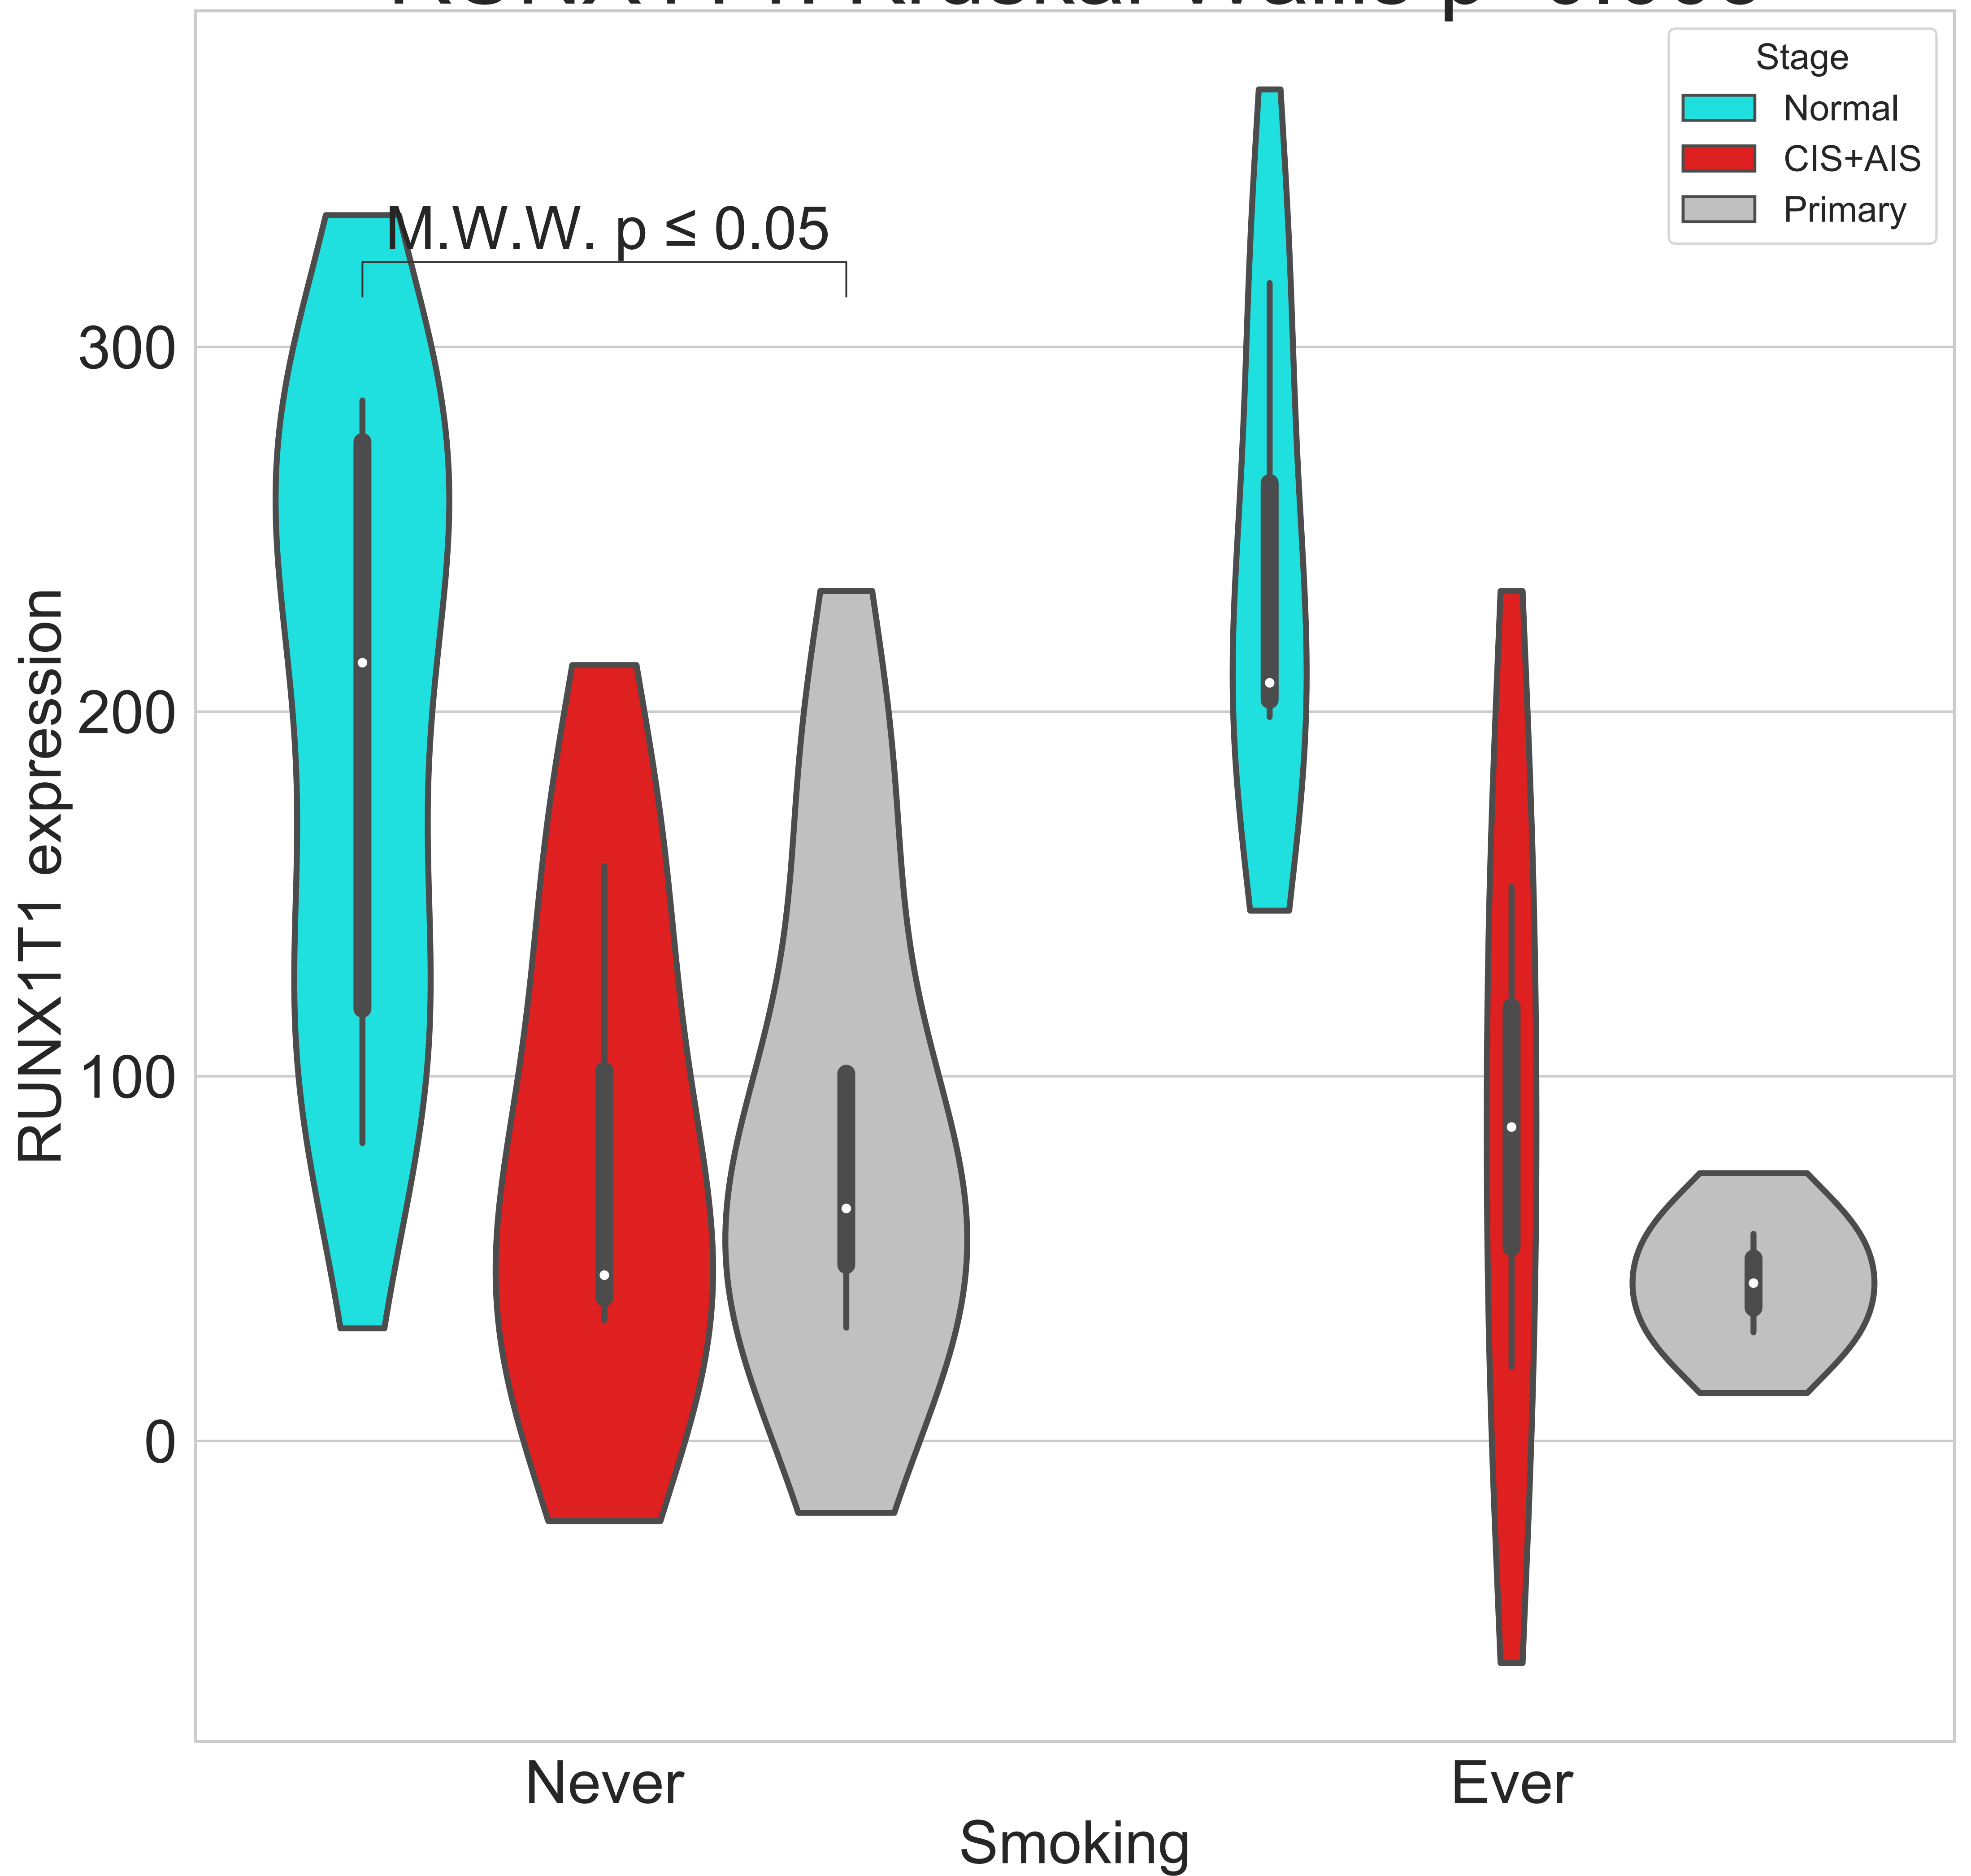 Stage
Normal
CIS+AIS
Primary
M.W.W. p ≤ 0.05
300
200
100
0
RUNX1T1 expression
Never
Ever
Smoking